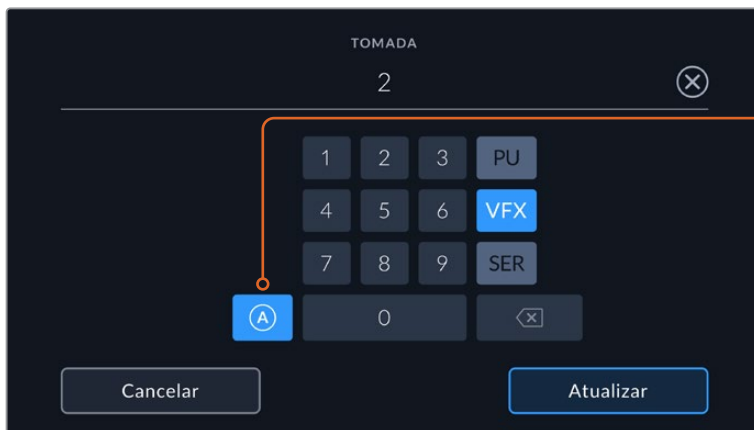 TOMADA
2
1 2 3 PU
4 5 6 VFX
7 8 9 SER
A 0
Cancelar Atualizar